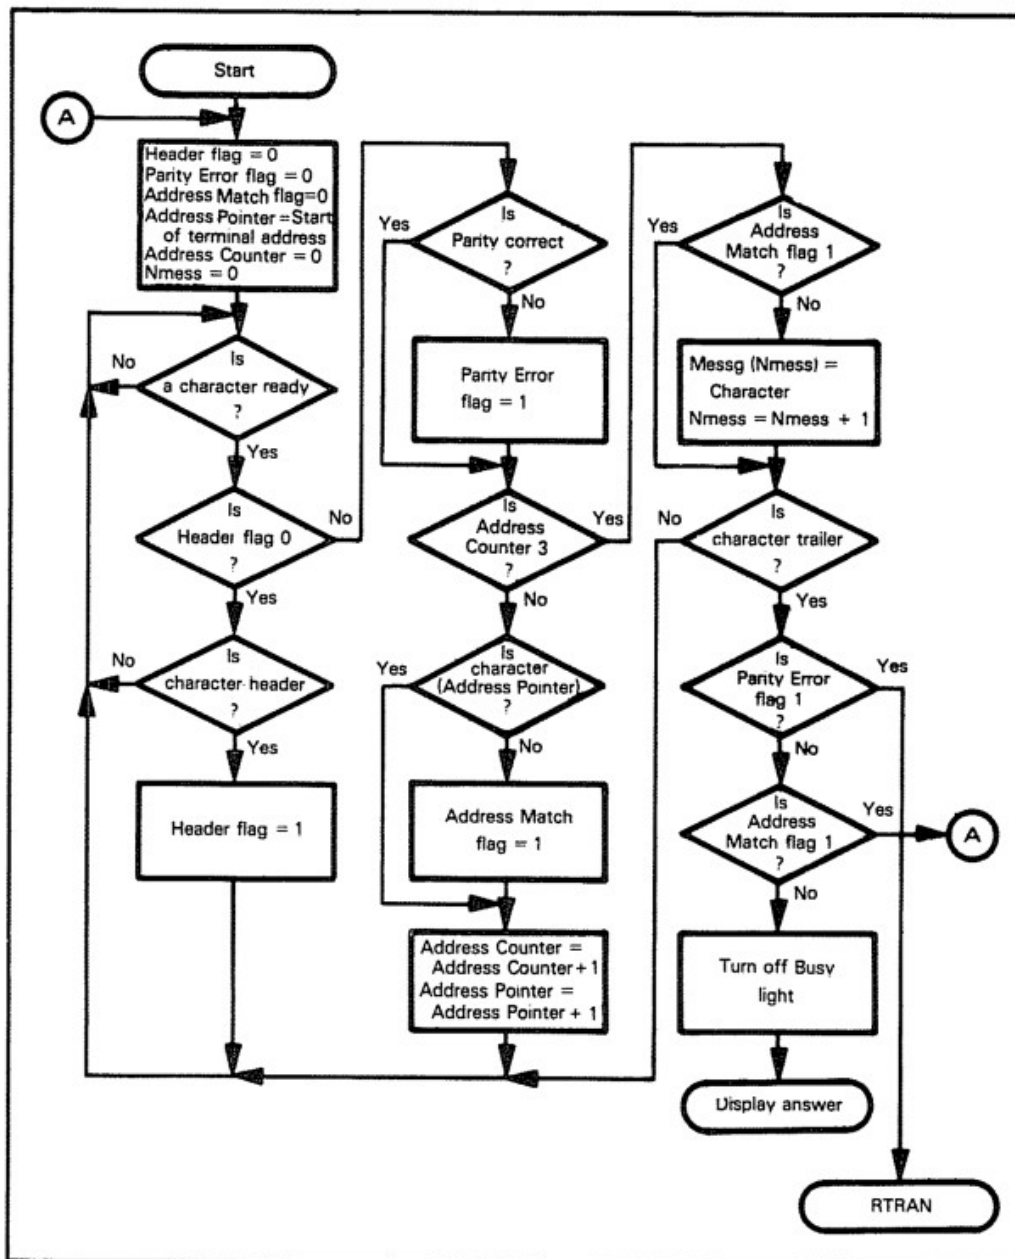 Start
A
Header flag = 0
Parity Error flag = 0
Address Match flag=0
Address Pointer = Start
of terminal address
Address Counter = 0
Nmess = 0
Is
a character ready
?
No
Yes
Is
Header flag 0
?
No
Yes
Is
character header
?
No
Yes
Header flag = 1
Is
Parity correct
?
Yes
No
Parity Error
flag = 1
Is
Address
Counter 3
?
Yes
No
Is
character
(Address Pointer)
?
Yes
No
Address Match
flag = 1
Address Counter =
Address Counter + 1
Address Pointer =
Address Pointer + 1
Is
Address
Match flag 1
?
Yes
No
Messg (Nmess) =
Character
Nmess = Nmess + 1
Is
character trailer
?
No
Yes
Is
Parity Error
flag 1
?
Yes
No
Is
Address
Match flag 1
?
Yes
A
No
Turn off Busy
light
Display answer
RTRAN